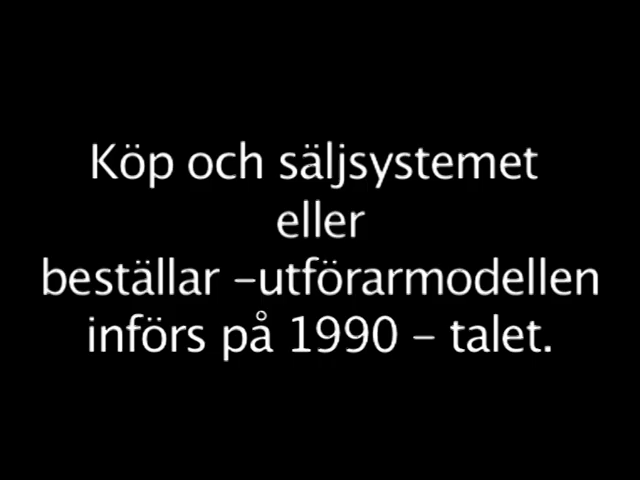 Köp och säljsystemet
eller
beställar –utförarmodellen
införs på 1990 – talet.